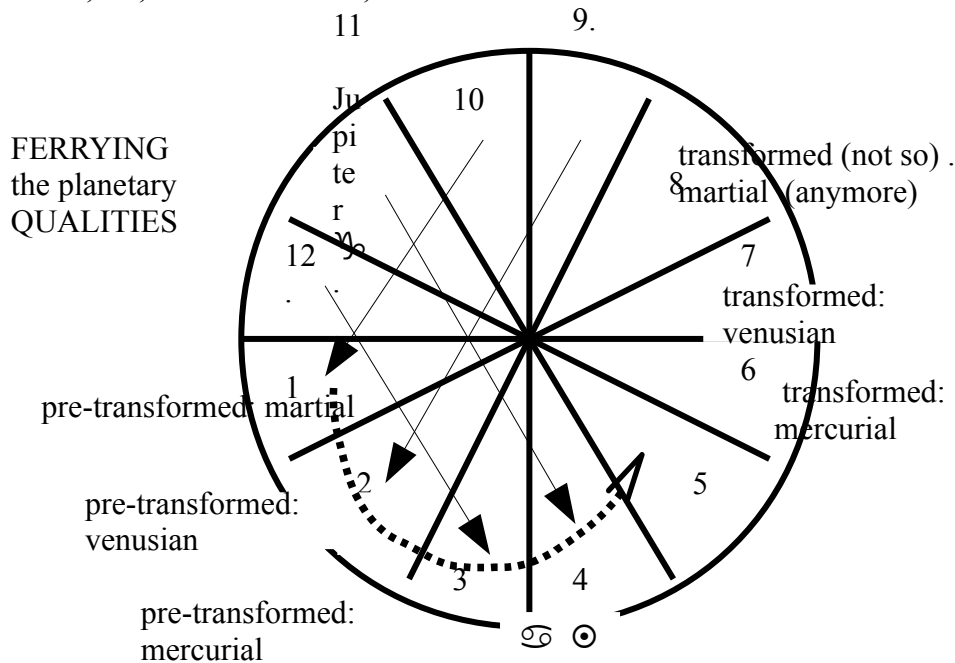 11
9.
10
Ju
pi
te
r
♑
.
FERRYING
the planetary
QUALITIES
transformed (not so) .
martial (anymore)
8
12
.
7
transformed:
venusian
6
transformed:
mercurial
1
pre-transformed: martial
2
5
pre-transformed:
venusian
3
4
pre-transformed:
mercurial
♋ ☉